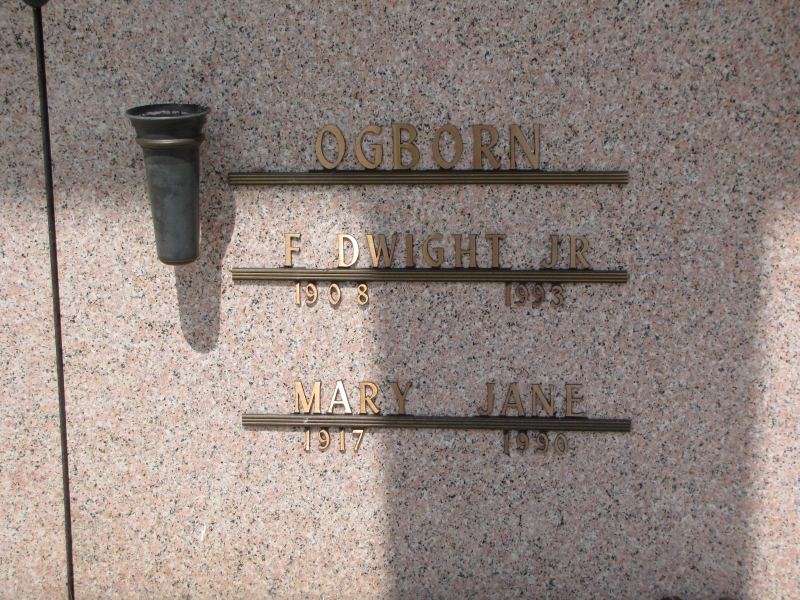 OGBORN
F DWIGHT JR
1908 1993
MARY JANE
1917 1990